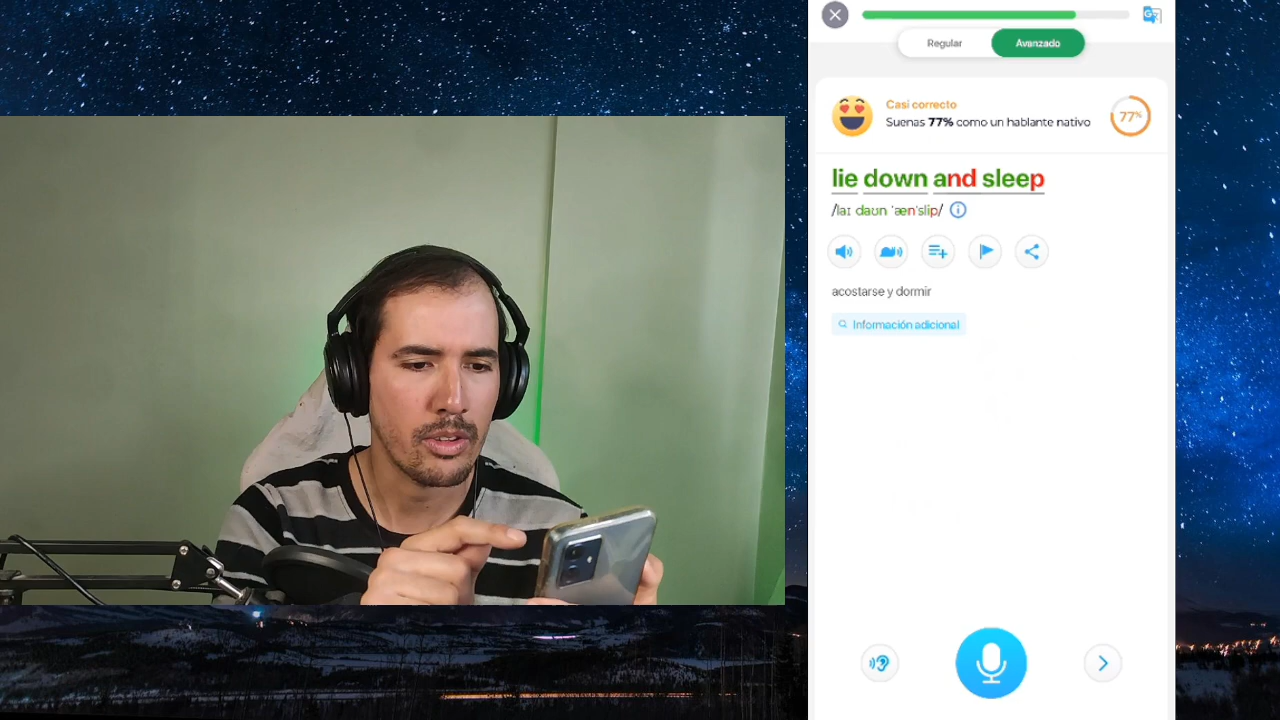 Regular
Avanzado
Casi correcto
Suenas 77% como un hablante nativo
77%
lie down and sleep
/laɪ daʊn ˈænˈslip/
acostarse y dormir
Información adicional